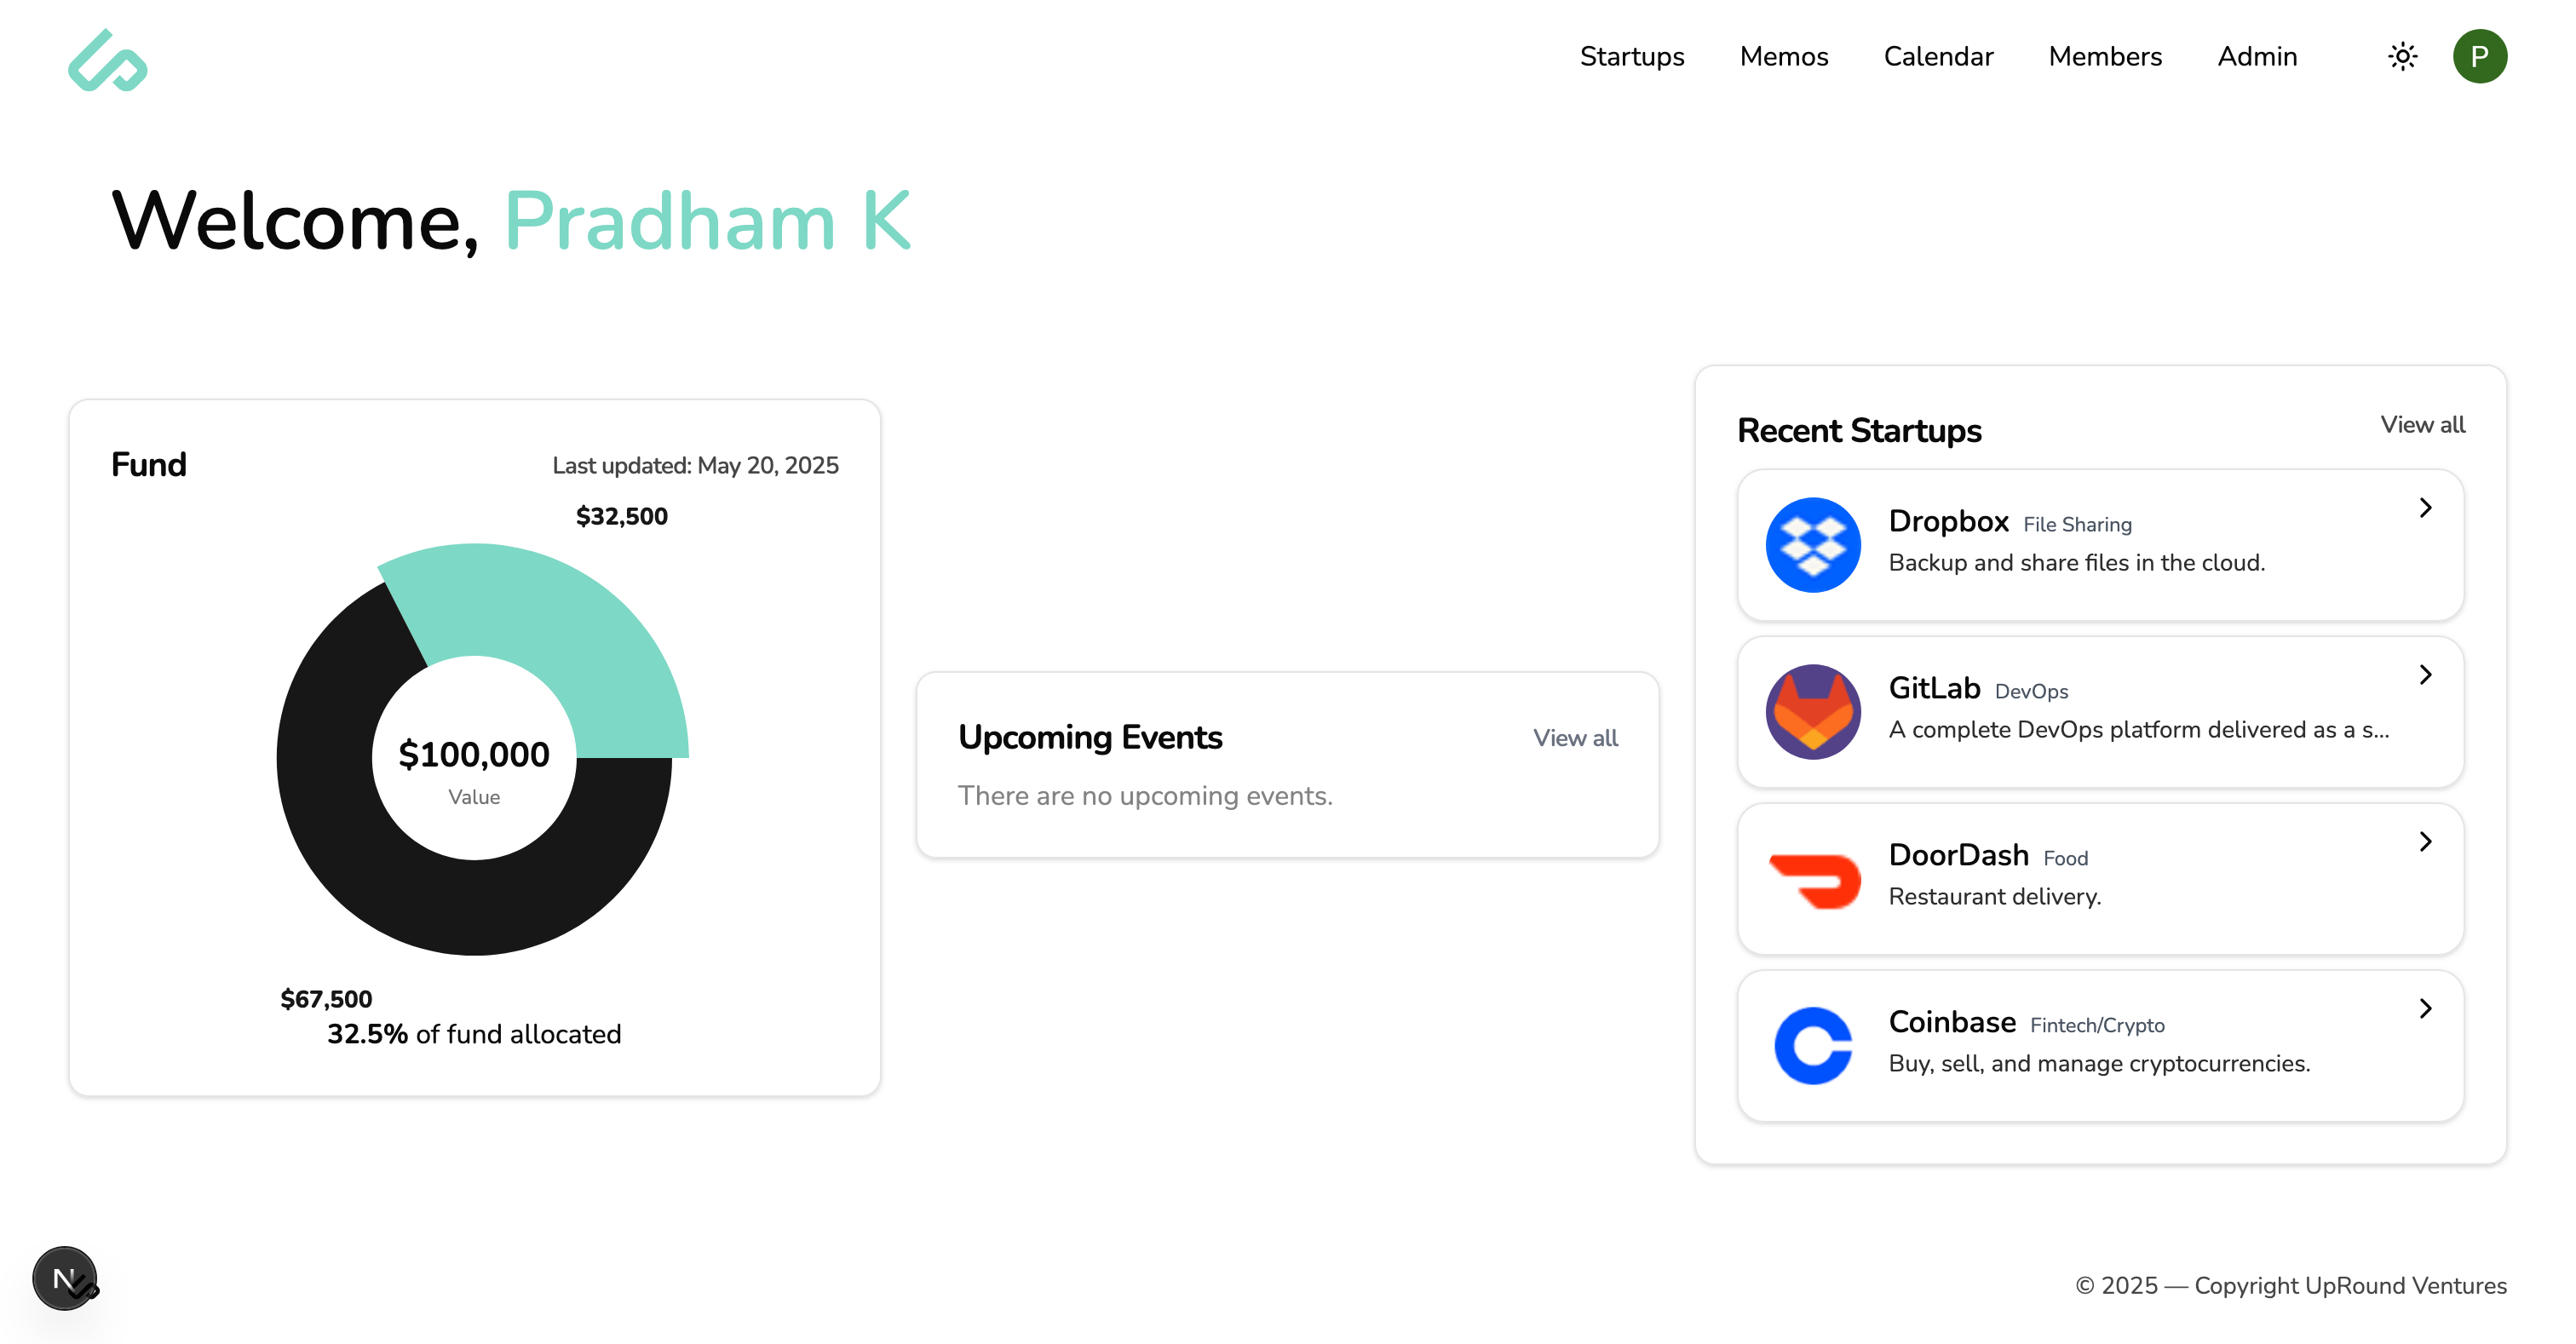 Startups Memos Calendar Members Admin P
Welcome, Pradham K
Fund Last updated: May 20, 2025
$32,500
$100,000
Value
$67,500
32.5% of fund allocated
Upcoming Events View all
There are no upcoming events.
Recent Startups View all
Dropbox File Sharing
Backup and share files in the cloud.
GitLab DevOps
A complete DevOps platform delivered as a s...
DoorDash Food
Restaurant delivery.
Coinbase Fintech/Crypto
Buy, sell, and manage cryptocurrencies.
N
© 2025 — Copyright UpRound Ventures